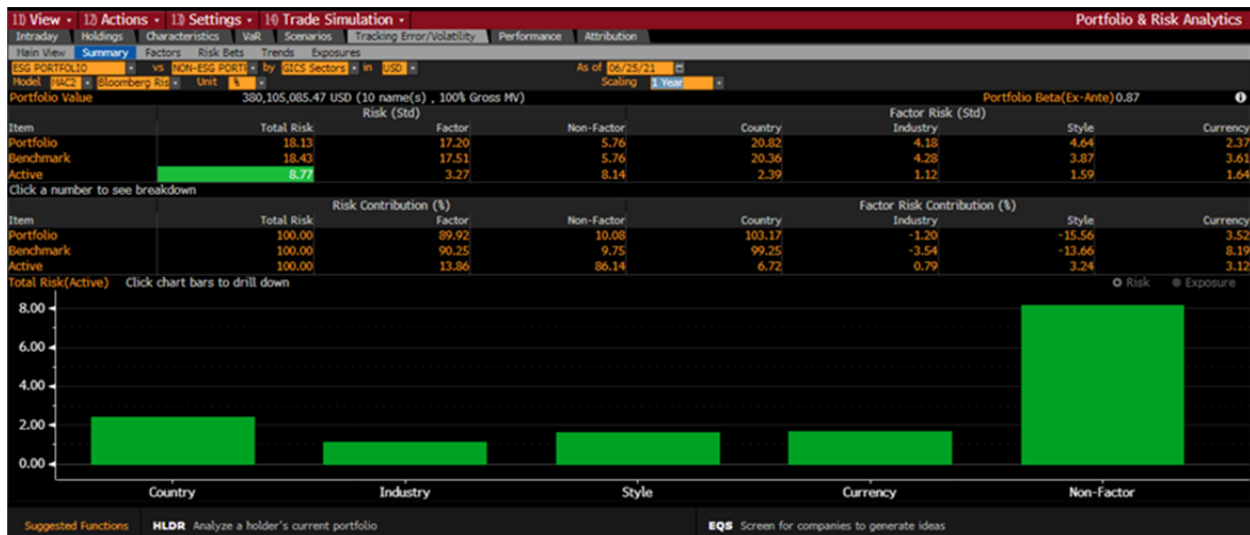 11) View 12) Actions 13) Settings 14) Trade Simulation Portfolio & Risk Analytics
Intraday Holdings Characteristics VaR Scenarios Tracking Error/Volatility Performance Attribution
Main View Summary Factors Risk Bets Trends Exposures
ESG PORTFOLIO vs NON-ESG PORTF by GICS Sectors in USD As of 06/25/21
Model MAC2 Bloomberg Ris Unit % Scaling 1 Year
Portfolio Value 380,105,085.47 USD (10 name(s) , 100% Gross MV) Portfolio Beta(Ex-Ante) 0.87
Risk (Std) Factor Risk (Std)
Item Total Risk Factor Non-Factor Country Industry Style Currency
Portfolio 18.13 17.20 5.76 20.82 4.18 4.64 2.37
Benchmark 18.43 17.51 5.76 20.36 4.28 3.87 3.61
Active 8.77 3.27 8.14 2.39 1.12 1.59 1.64
Click a number to see breakdown
Risk Contribution (%) Factor Risk Contribution (%)
Item Total Risk Factor Non-Factor Country Industry Style Currency
Portfolio 100.00 89.92 10.08 103.17 -1.20 -15.56 3.52
Benchmark 100.00 90.25 9.75 99.25 -3.54 -13.66 8.19
Active 100.00 13.86 86.14 6.72 0.79 3.24 3.12
Total Risk(Active) Click chart bars to drill down Risk Exposure
8.00
6.00
4.00
2.00
0.00
Country Industry Style Currency Non-Factor
Suggested Functions HLDR Analyze a holder's current portfolio EQS Screen for companies to generate ideas